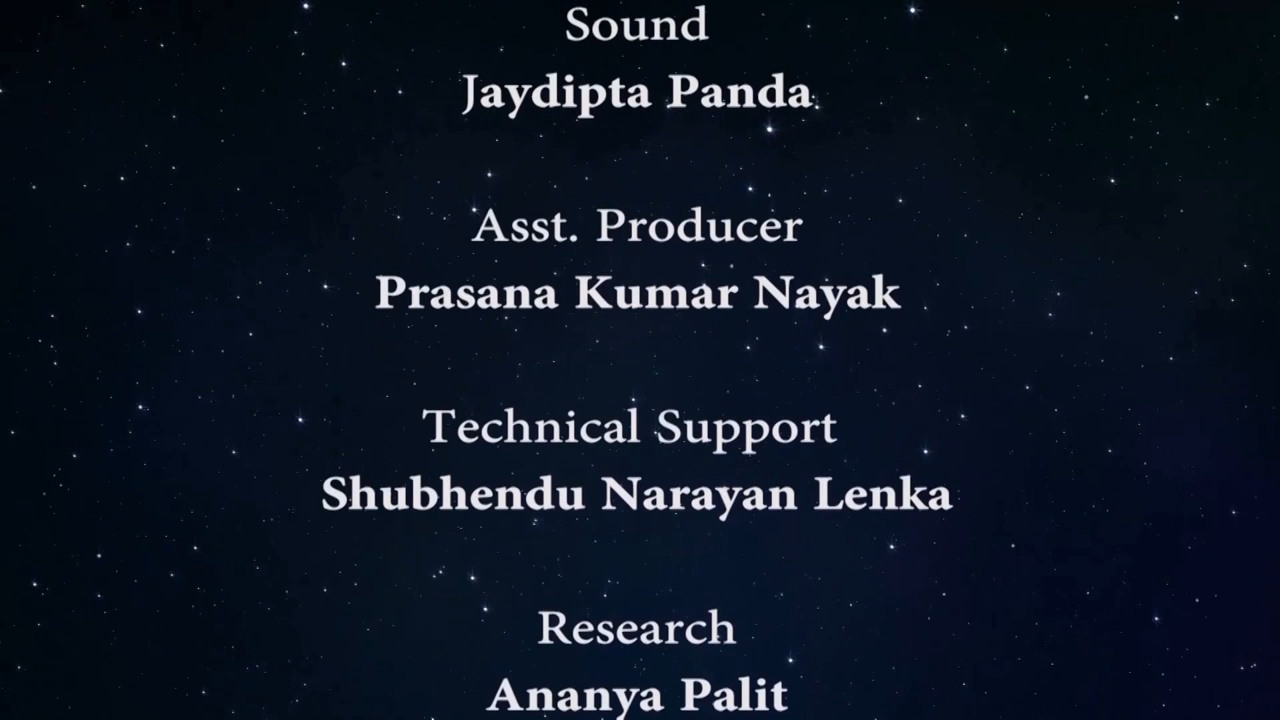 Sound
Jaydipta Panda
Asst. Producer
Prasana Kumar Nayak
Technical Support
Shubhendu Narayan Lenka
Research
Ananya Palit